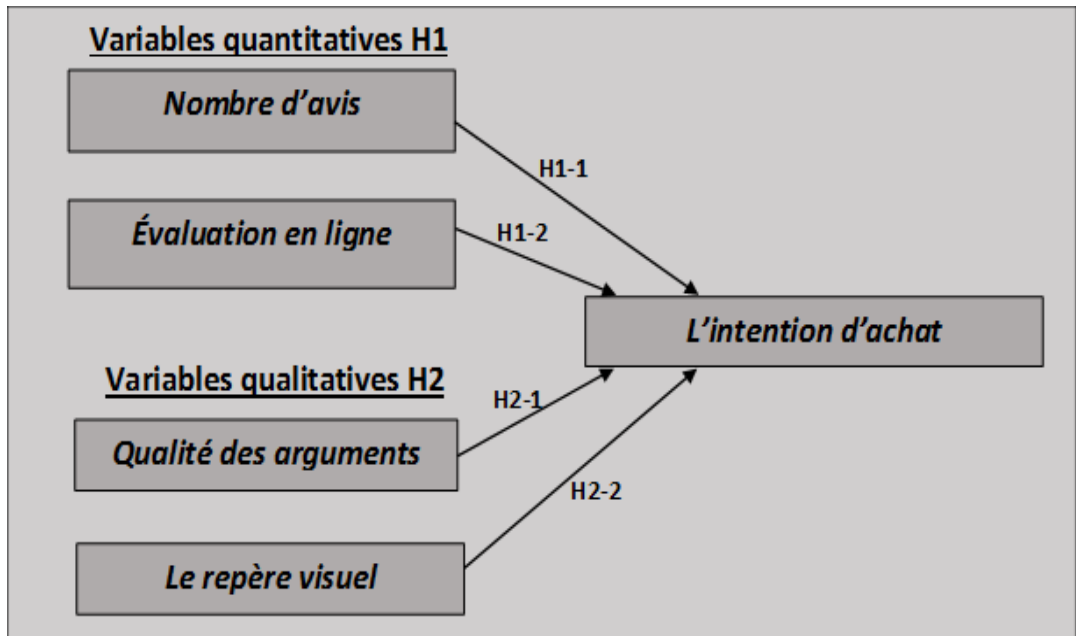 Variables quantitatives H1
Nombre d'avis
H1-1
Évaluation en ligne
H1-2
L'intention d'achat
Variables qualitatives H2
H2-1
Qualité des arguments
H2-2
Le repère visuel